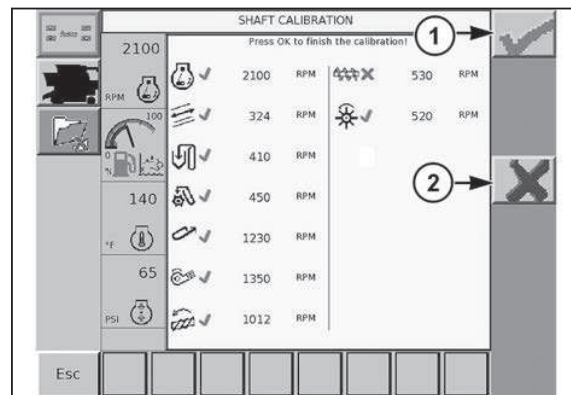 SHAFT CALIBRATION
Press OK to finish the calibration!
1
2100
RPM
100
0
%
140
°F
65
PSI
2100 RPM
324 RPM
410 RPM
450 RPM
1230 RPM
1350 RPM
1012 RPM
530 RPM
520 RPM
2
Esc